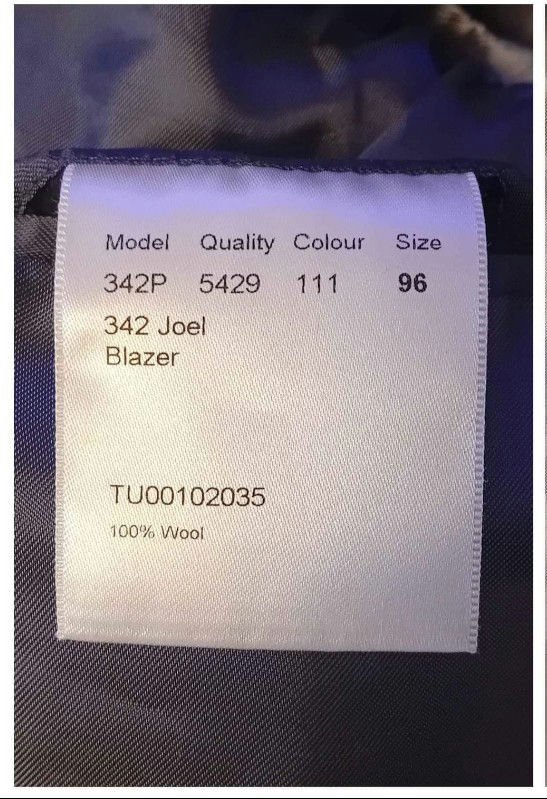 Model Quality Colour Size
342P 5429 111 96
342 Joel
Blazer
TU00102035
100% Wool